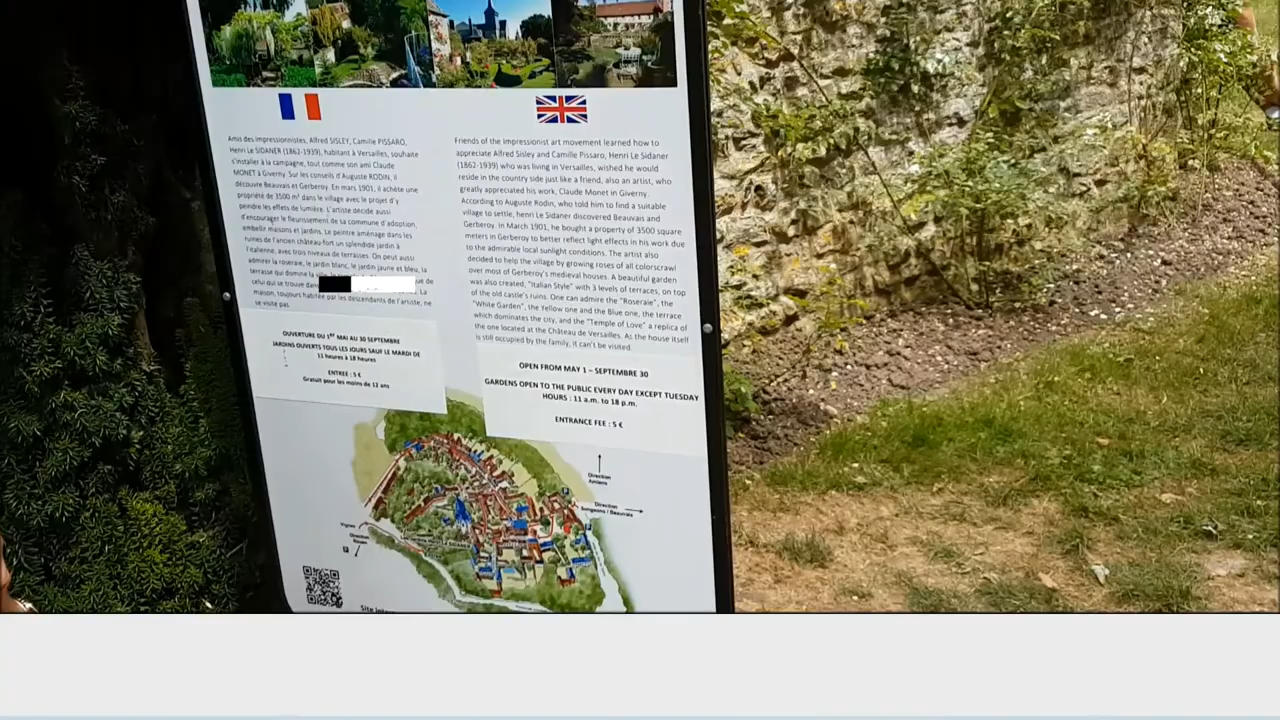 Amis des impressionnistes, Alfred SISLEY, Camille PISSARO,
Henri Le SIDANER (1862-1939), habitant à Versailles, souhaite
s'installer à la campagne, tout comme son ami Claude
MONET à Giverny. Sur les conseils d'Auguste RODIN, il
découvre Beauvais et Gerberoy. En mars 1901, il achète une
propriété de 3500 m² dans le village avec le projet d'y
peindre les effets de lumière. L'artiste décide aussi
d'encourager le fleurissement de sa commune d'adoption,
embellir maisons et jardins. Le peintre aménage dans les
ruines de l'ancien château-fort un splendide jardin à
l'italienne, avec trois niveaux de terrasses. On peut aussi
admirer la roseraie, le jardin blanc, le jardin jaune et bleu, la
terrasse qui domine la ville, le
celui qui se trouve dans La
maison, toujours habitée par les descendants de l'artiste, ne
se visite pas.
OUVERTURE DU 1ER MAI AU 30 SEPTEMBRE
JARDINS OUVERTS TOUS LES JOURS SAUF LE MARDI DE
11 heures à 18 heures
ENTREE : 5 €
Gratuit pour les moins de 12 ans
Friends of the Impressionist art movement learned how to
appreciate Alfred Sisley and Camille Pissaro, Henri Le Sidaner
(1862-1939) who was living in Versailles, wished he would
reside in the country side just like a friend, also an artist, who
greatly appreciated his work, Claude Monet in Giverny.
According to Auguste Rodin, who told him to find a suitable
village to settle, henri Le Sidaner discovered Beauvais and
Gerberoy. In March 1901, he bought a property of 3500 square
meters in Gerberoy to better reflect light effects in his work due
to the admirable local sunlight conditions. The artist also
decided to help the village by growing roses of all colorscrawl
over most of Gerberoy's medieval houses. A beautiful garden
was also created, "Italian Style" with 3 levels of terraces, on top
of the old castle's ruins. One can admire the "Roseraie", the
"White Garden", the Yellow one and the Blue one, the terrace
which dominates the city, and the "Temple of Love" a replica of
the one located at the Château de Versailles. As the house itself
is still occupied by the family, it can't be visited.
OPEN FROM MAY 1 – SEPTEMBRE 30
GARDENS OPEN TO THE PUBLIC EVERY DAY EXCEPT TUESDAY
HOURS : 11 a.m. to 18 p.m.
ENTRANCE FEE : 5 €
Direction
Amiens
Direction
Songeons / Beauvais
Vignes
Direction
Rouen
P
P
P
Site